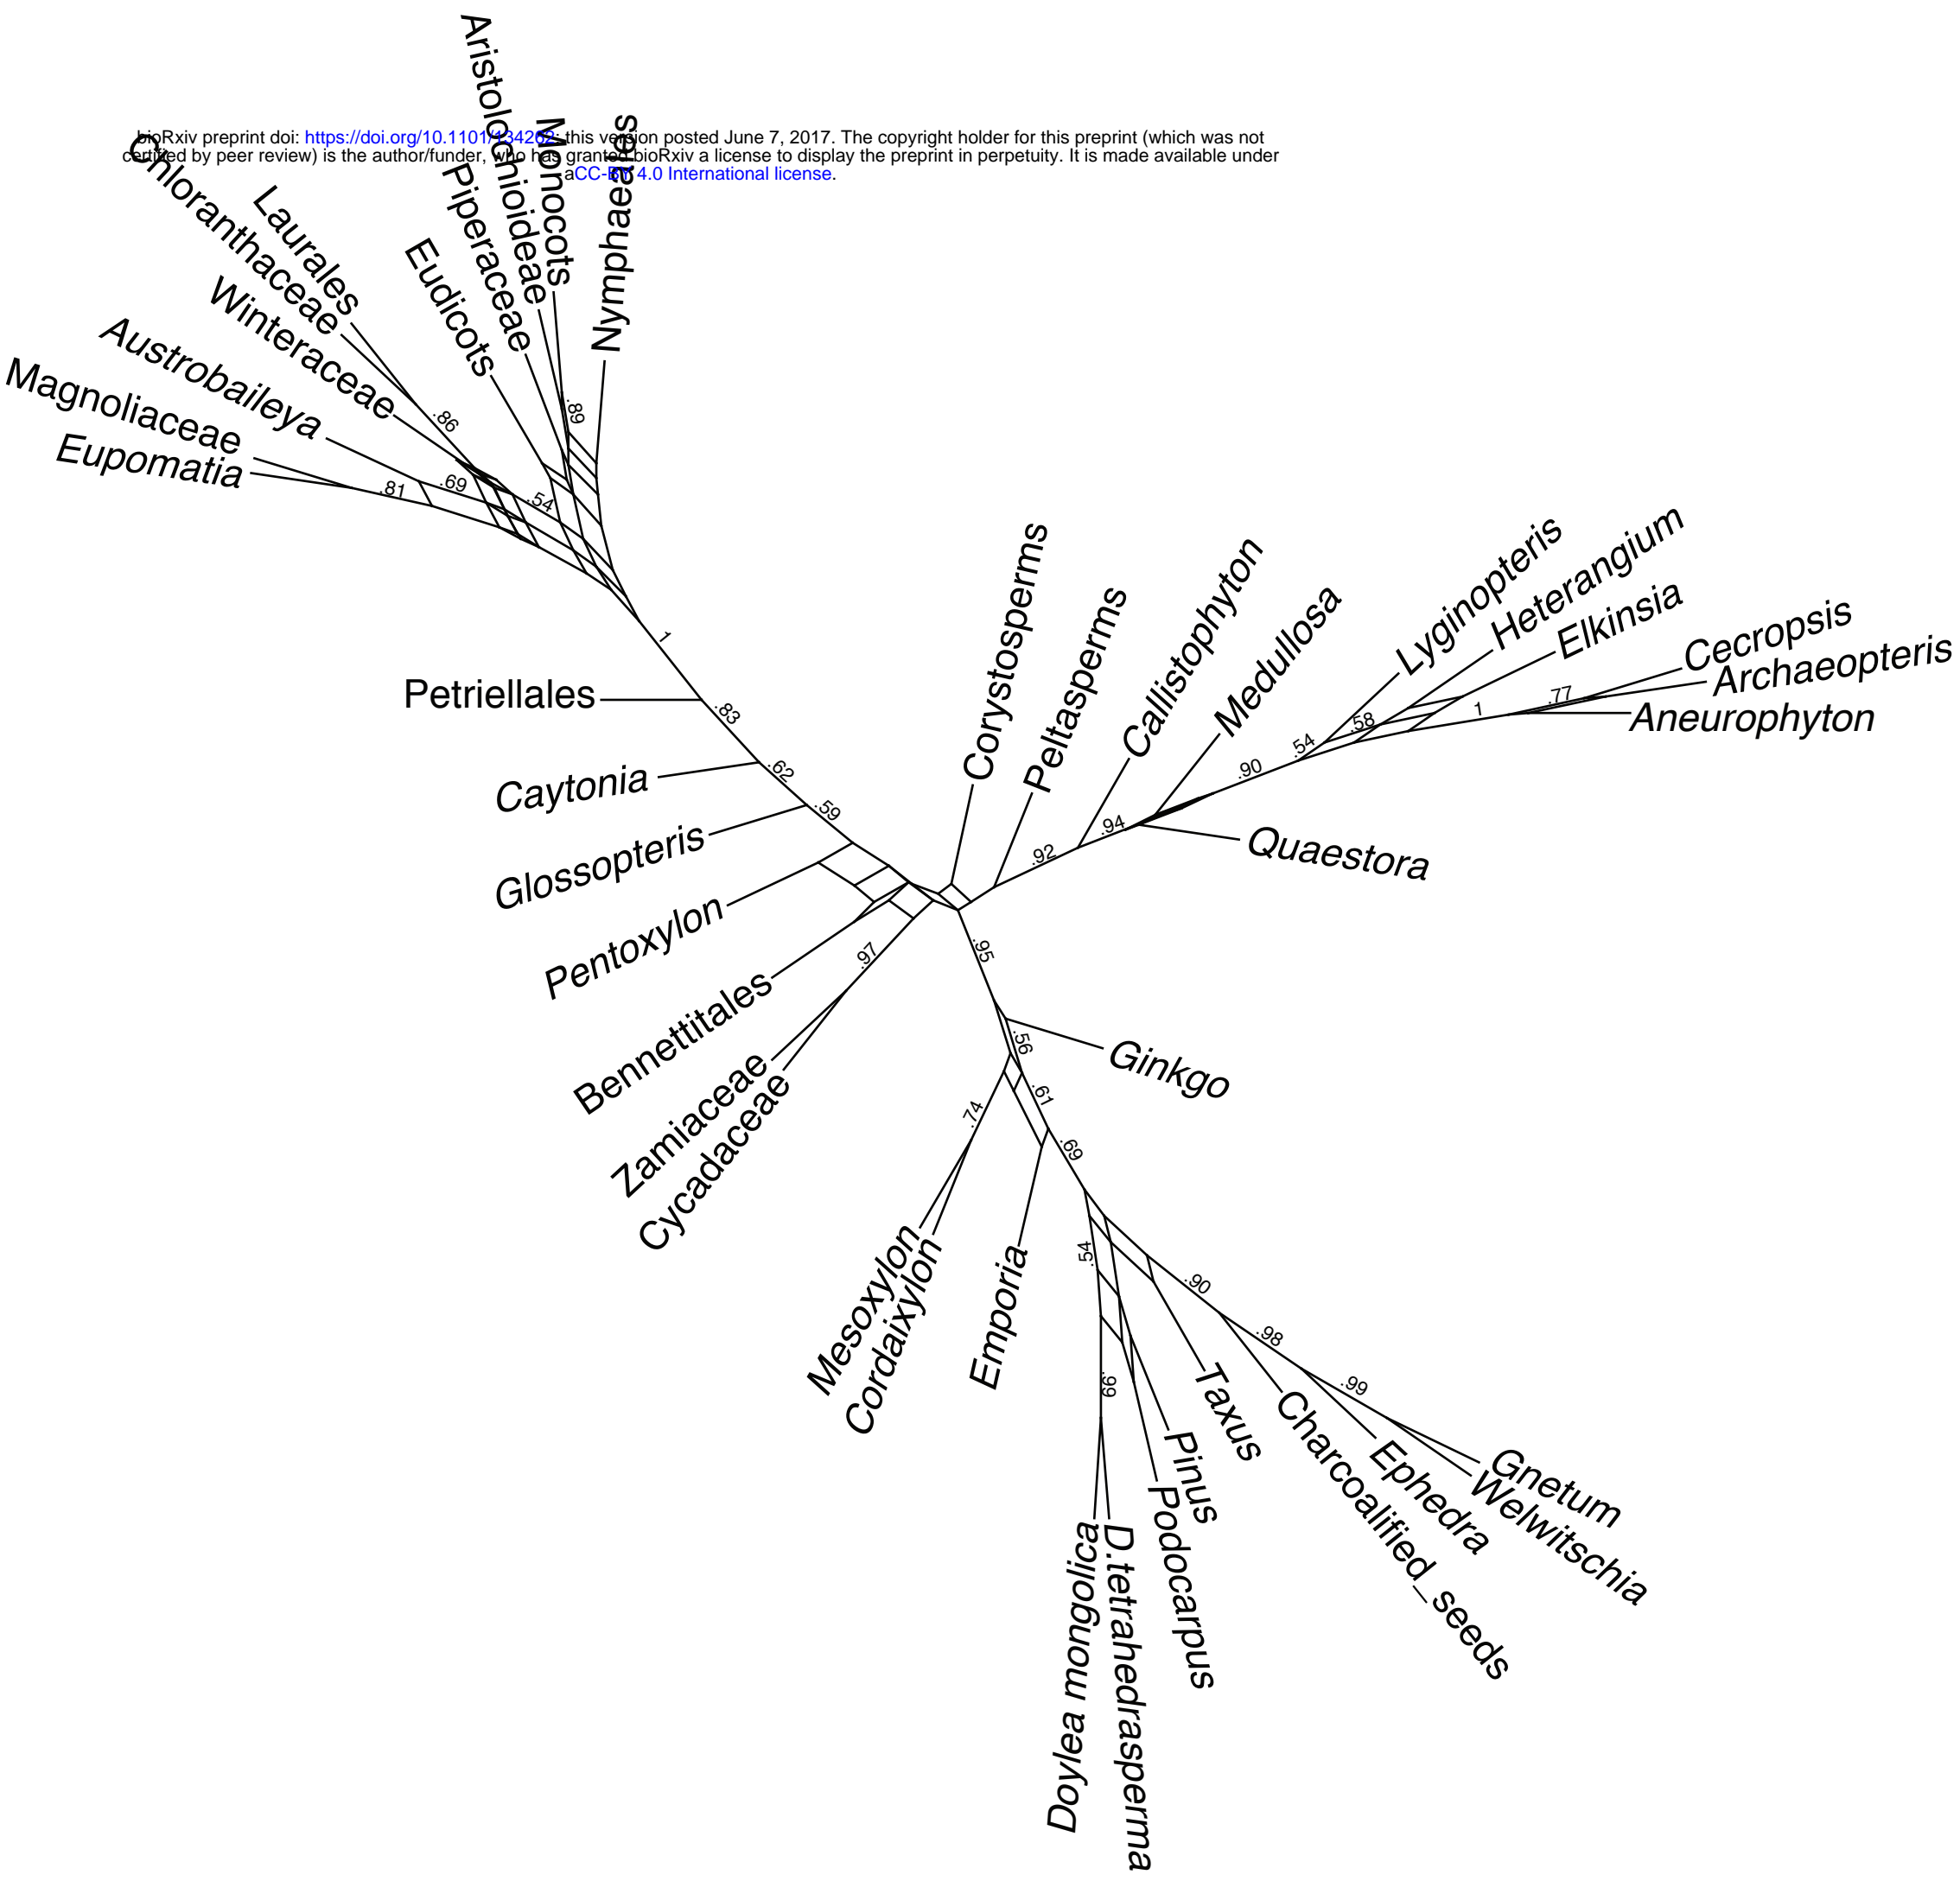 bioRxiv preprint doi: https://doi.org/10.1101/134262; this version posted June 7, 2017. The copyright holder for this preprint (which was not
certified by peer review) is the author/funder, who has granted bioRxiv a license to display the preprint in perpetuity. It is made available under
aCC-BY 4.0 International license.
Aristolochioideae
Monocots
Nymphaeales
Chloranthaceae
Laurales
Piperaceae
Eudicots
Winteraceae
Austrobaileya
Magnoliaceae
Eupomatia
.86
.89
.81
.69
.54
1
Petriellales
.83
Caytonia
.62
Glossopteris
.59
Pentoxylon
Bennettitales
.97
Zamiaceae
Cycadaceae
Corystosperms
Peltasperms
Callistophyton
Medullosa
Lyginopteris
Heterangium
Elkinsia
Cecropsis
Archaeopteris
Aneurophyton
.77
1
.58
.54
.90
.94
.92
Quaestora
.95
Ginkgo
.56
.61
.74
.69
Mesoxylon
Cordaixylon
Emporia
.54
.90
.98
.99
.99
Taxus
Pinus
Podocarpus
D.tetrahedrasperma
Doylea mongolica
Charcoalified_seeds
Ephedra
Gnetum
Welwitschia